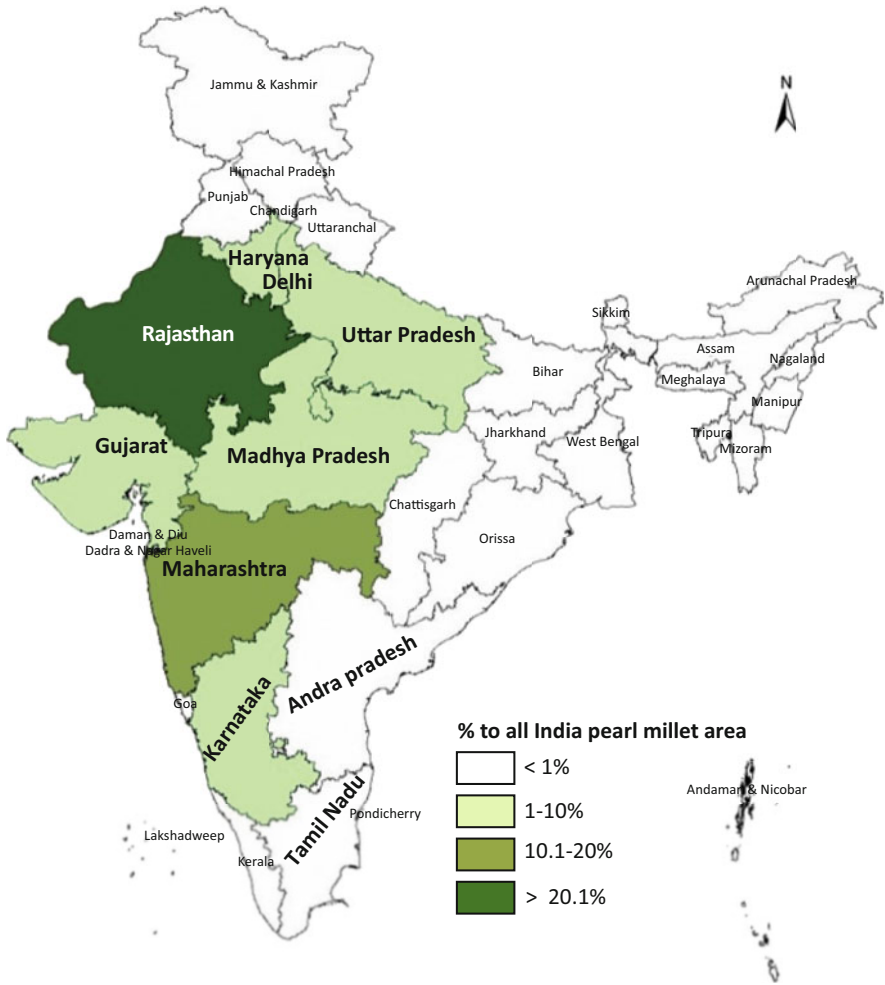 N
Jammu & Kashmir
Himachal Pradesh
Punjab
Chandigarh
Uttaranchal
Haryana
Delhi
Arunachal Pradesh
Rajasthan
Uttar Pradesh
Sikkim
Assam
Nagaland
Bihar
Meghalaya
Manipur
Gujarat
Madhya Pradesh
Jharkhand
West Bengal
Tripura
Mizoram
Chattisgarh
Daman & Diu
Dadra & Nagar Haveli
Orissa
Maharashtra
Andra pradesh
Goa
Karnataka
% to all India pearl millet area
< 1%
1-10%
10.1-20%
> 20.1%
Andaman & Nicobar
Tamil Nadu
Pondicherry
Lakshadweep
Kerala